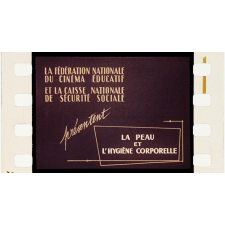 LA FÉDÉRATION NATIONALE
DU CINÉMA ÉDUCATIF
ET LA CAISSE NATIONALE
DE SÉCURITÉ SOCIALE
présentent
LA PEAU
ET
L'HYGIÈNE CORPORELLE